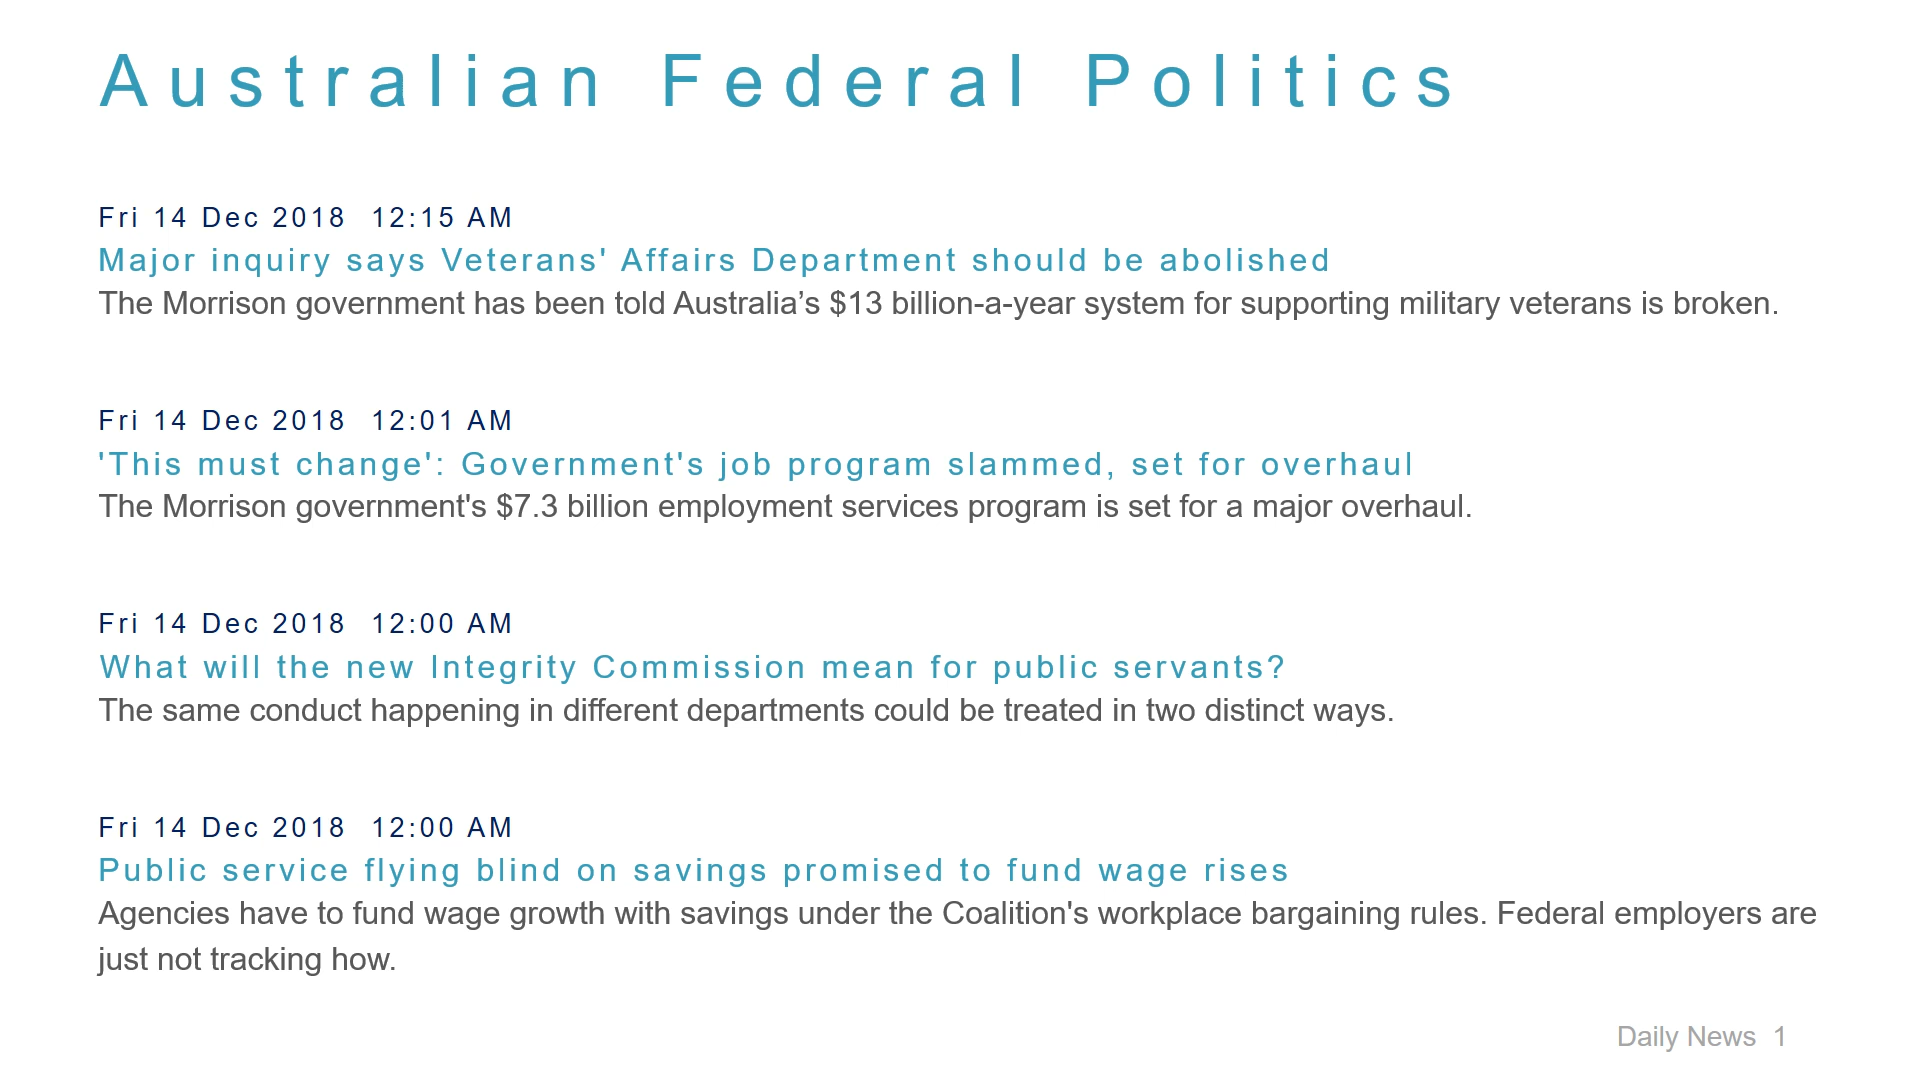 Australian Federal Politics
Fri 14 Dec 2018  12:15 AM
Major inquiry says Veterans' Affairs Department should be abolished
The Morrison government has been told Australia’s $13 billion-a-year system for supporting military veterans is broken.
Fri 14 Dec 2018  12:01 AM
'This must change': Government's job program slammed, set for overhaul
The Morrison government's $7.3 billion employment services program is set for a major overhaul.
Fri 14 Dec 2018  12:00 AM
What will the new Integrity Commission mean for public servants?
The same conduct happening in different departments could be treated in two distinct ways.
Fri 14 Dec 2018  12:00 AM
Public service flying blind on savings promised to fund wage rises
Agencies have to fund wage growth with savings under the Coalition's workplace bargaining rules. Federal employers are
just not tracking how.
Daily News  1